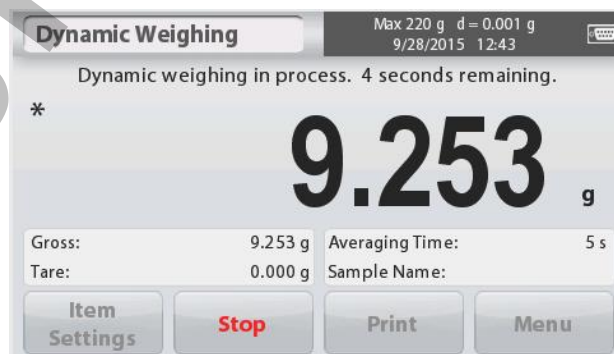 Dynamic Weighing
Max 220 g d = 0.001 g
9/28/2015 12:43
Dynamic weighing in process. 4 seconds remaining.
*
9.253 g
Gross: 9.253 g
Tare: 0.000 g
Averaging Time: 5 s
Sample Name:
Item Settings
Stop
Print
Menu